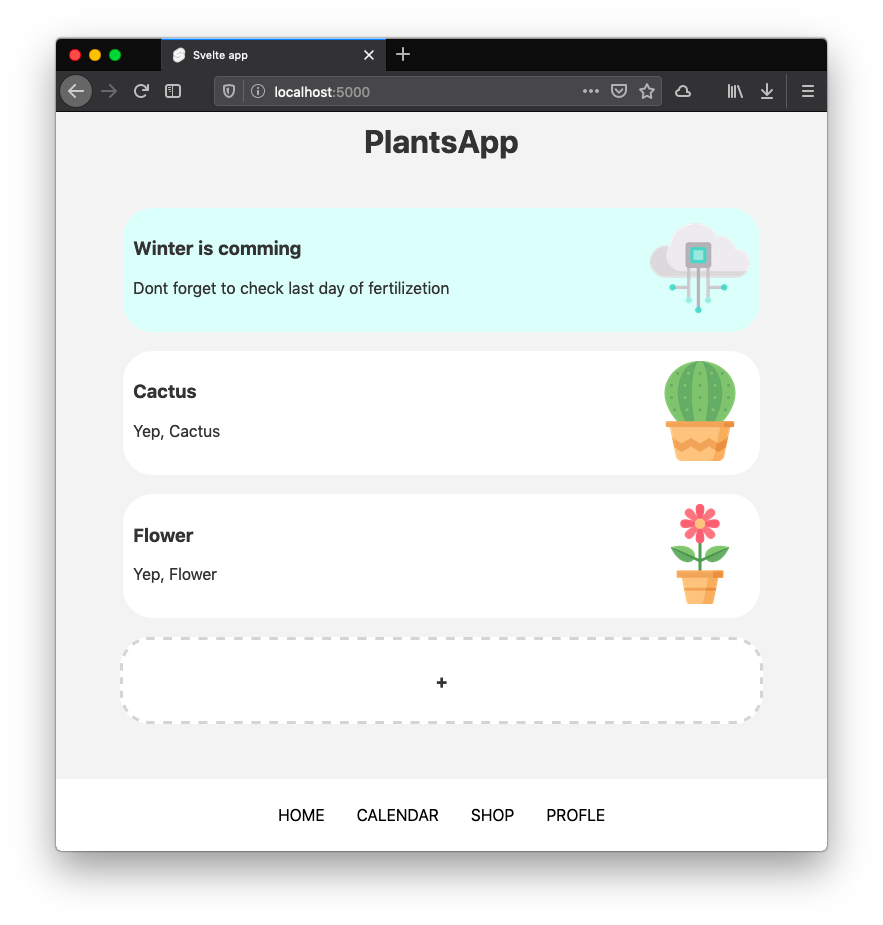 Svelte app
localhost:5000
PlantsApp
Winter is comming
Dont forget to check last day of fertilizetion
Cactus
Yep, Cactus
Flower
Yep, Flower
+
HOME CALENDAR SHOP PROFLE